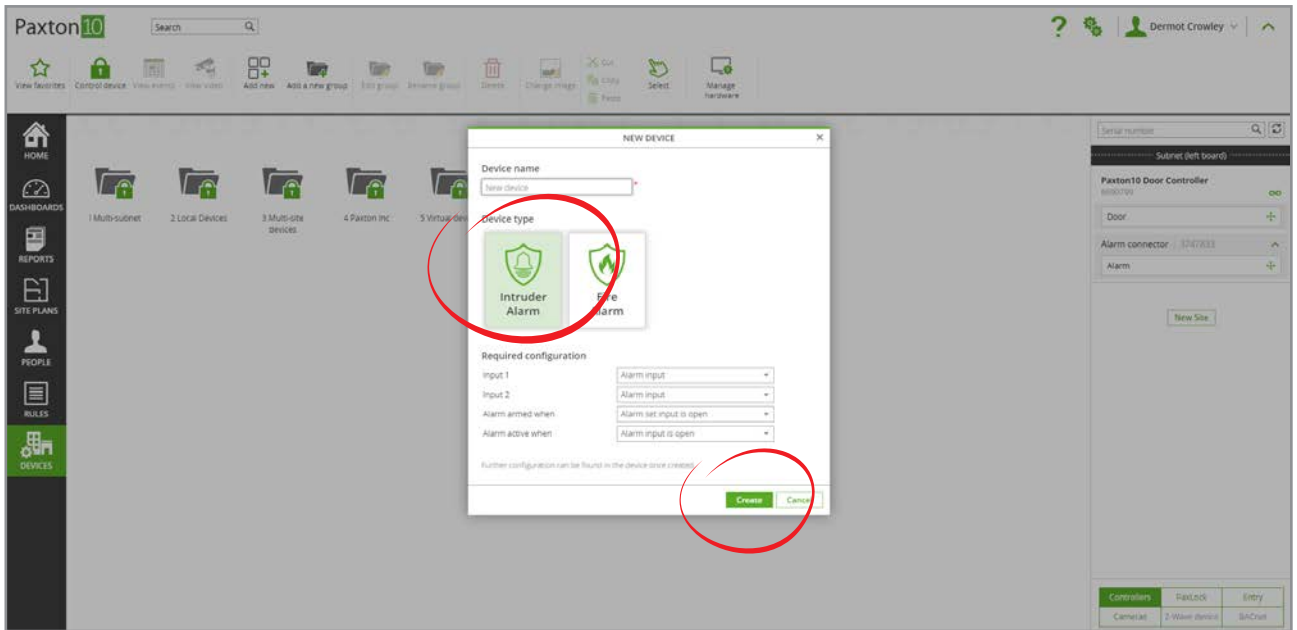 Paxton10
Search
Dermot Crowley
View favorites
Control device
View events
View video
Add new
Add a new group
Edit group
Rename group
Delete
Change image
Cut
Copy
Paste
Select
Manage hardware
HOME
DASHBOARDS
REPORTS
SITE PLANS
PEOPLE
RULES
DEVICES
1 Multi-subnet
2 Local Devices
3 Multi-site
devices
4 Paxton Inc
5 Virtual dev
NEW DEVICE
Device name
New device
*
Device type
Intruder
Alarm
Fire
Alarm
Required configuration
Input 1
Alarm input
Input 2
Alarm input
Alarm armed when
Alarm set input is open
Alarm active when
Alarm input is open
Further configuration can be found in the device once created.
Create
Cancel
Serial number
Subnet (left board)
Paxton10 Door Controller
Door
Alarm connector
Alarm
New Site
Controllers
PaxLock
Entry
Cameras
Z-Wave device
BACnet